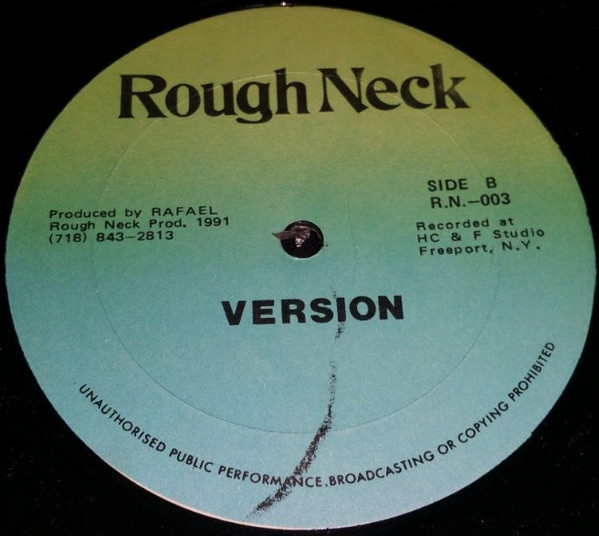 Rough Neck
SIDE B
R.N.—003
Produced by RAFAEL
Rough Neck Prod. 1991
(718) 843—2813
Recorded at
HC & F Studio
Freeport, N.Y.
VERSION
UNAUTHORISED PUBLIC PERFORMANCE.BROADCASTING OR COPYING PROHIBITED